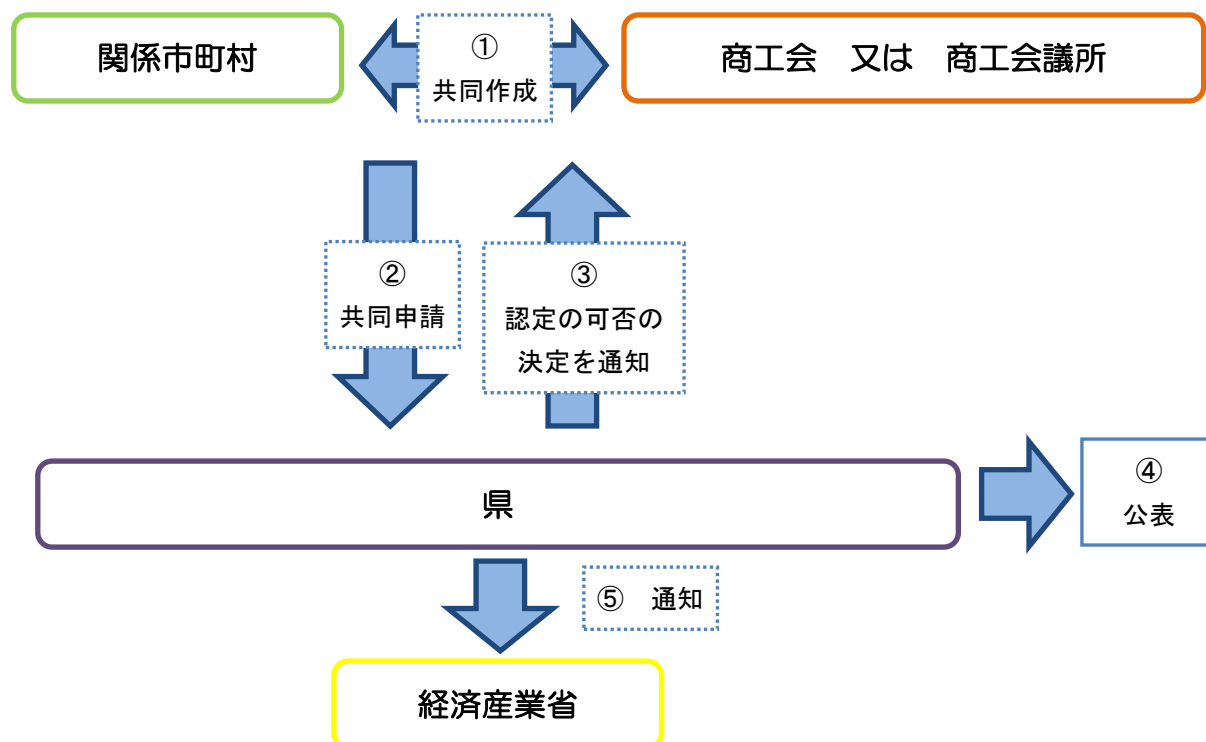 関係市町村
①
共同作成
商工会　又は　商工会議所
②
共同申請
③
認定の可否の
決定を通知
県
④
公表
⑤　通知
経済産業省